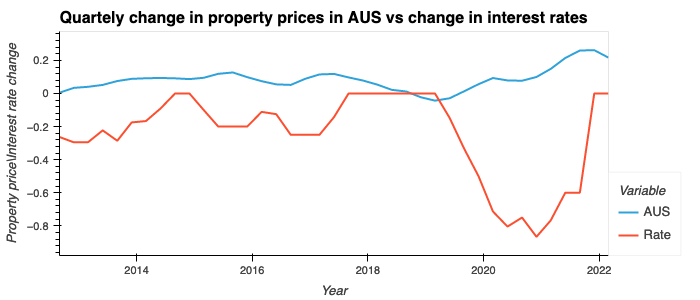 Quartely change in property prices in AUS vs change in interest rates
Property price\Interest rate change
0.2
0
−0.2
−0.4
−0.6
−0.8
2014
2016
2018
2020
2022
Year
Variable
AUS
Rate